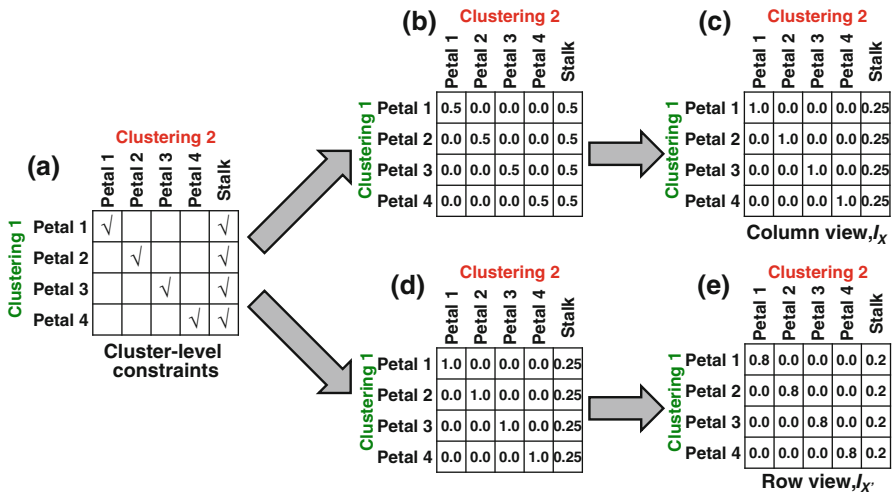 (a)
Clustering 2
Petal 1 Petal 2 Petal 3 Petal 4 Stalk
Clustering 1
Petal 1 √ √
Petal 2 √ √
Petal 3 √ √
Petal 4 √ √
Cluster-level
constraints
(b)
Clustering 2
Petal 1 Petal 2 Petal 3 Petal 4 Stalk
Clustering 1
Petal 1 0.5 0.0 0.0 0.0 0.5
Petal 2 0.0 0.5 0.0 0.0 0.5
Petal 3 0.0 0.0 0.5 0.0 0.5
Petal 4 0.0 0.0 0.0 0.5 0.5
(c)
Clustering 2
Petal 1 Petal 2 Petal 3 Petal 4 Stalk
Clustering 1
Petal 1 1.0 0.0 0.0 0.0 0.25
Petal 2 0.0 1.0 0.0 0.0 0.25
Petal 3 0.0 0.0 1.0 0.0 0.25
Petal 4 0.0 0.0 0.0 1.0 0.25
Column view,Iχ
(d)
Clustering 2
Petal 1 Petal 2 Petal 3 Petal 4 Stalk
Clustering 1
Petal 1 1.0 0.0 0.0 0.0 0.25
Petal 2 0.0 1.0 0.0 0.0 0.25
Petal 3 0.0 0.0 1.0 0.0 0.25
Petal 4 0.0 0.0 0.0 1.0 0.25
(e)
Clustering 2
Petal 1 Petal 2 Petal 3 Petal 4 Stalk
Clustering 1
Petal 1 0.8 0.0 0.0 0.0 0.2
Petal 2 0.0 0.8 0.0 0.0 0.2
Petal 3 0.0 0.0 0.8 0.0 0.2
Petal 4 0.0 0.0 0.0 0.8 0.2
Row view,Iχ'